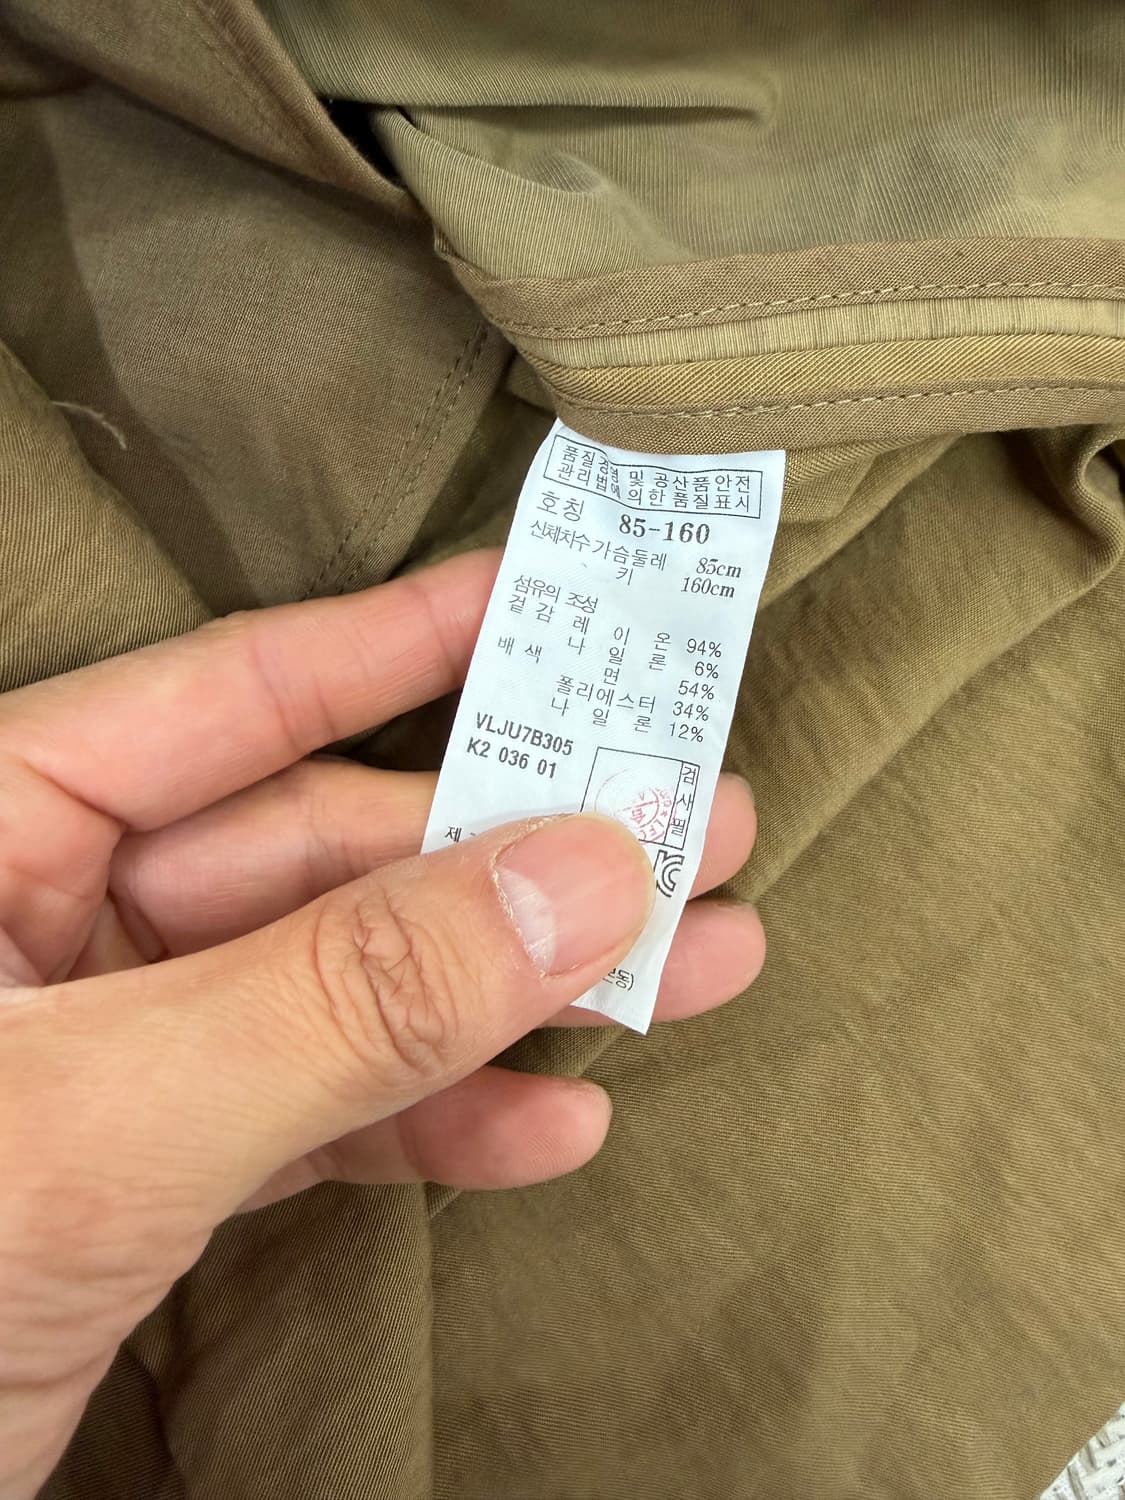 품질경영 및 공산품안전
관리법에 의한 품질표시
호칭 85-160
신체치수 가슴둘레 85cm
키 160cm
섬유의 조성
겉감 레이온 94%
나일론 6%
배색 면 54%
폴리에스터 34%
나일론 12%
VLJU7B305
K2 036 01
검사필
제